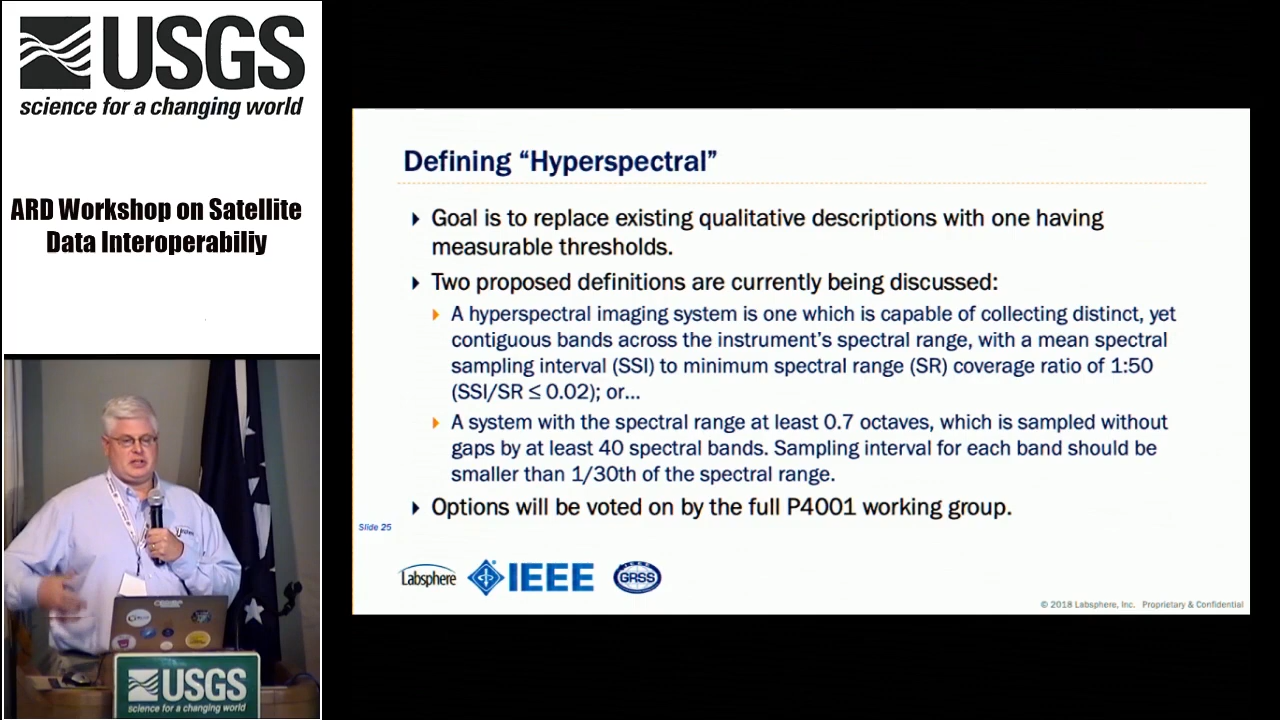 USGS
science for a changing world
ARD Workshop on Satellite
Data Interoperabiliy
Defining “Hyperspectral”
Goal is to replace existing qualitative descriptions with one having
measurable thresholds.
Two proposed definitions are currently being discussed:
A hyperspectral imaging system is one which is capable of collecting distinct, yet
contiguous bands across the instrument’s spectral range, with a mean spectral
sampling interval (SSI) to minimum spectral range (SR) coverage ratio of 1:50
(SSI/SR ≤ 0.02); or...
A system with the spectral range at least 0.7 octaves, which is sampled without
gaps by at least 40 spectral bands. Sampling interval for each band should be
smaller than 1/30th of the spectral range.
Options will be voted on by the full P4001 working group.
Slide 25
Labsphere
IEEE
GRSS
© 2018 Labsphere, Inc. Proprietary & Confidential
USGS
science for a changing world